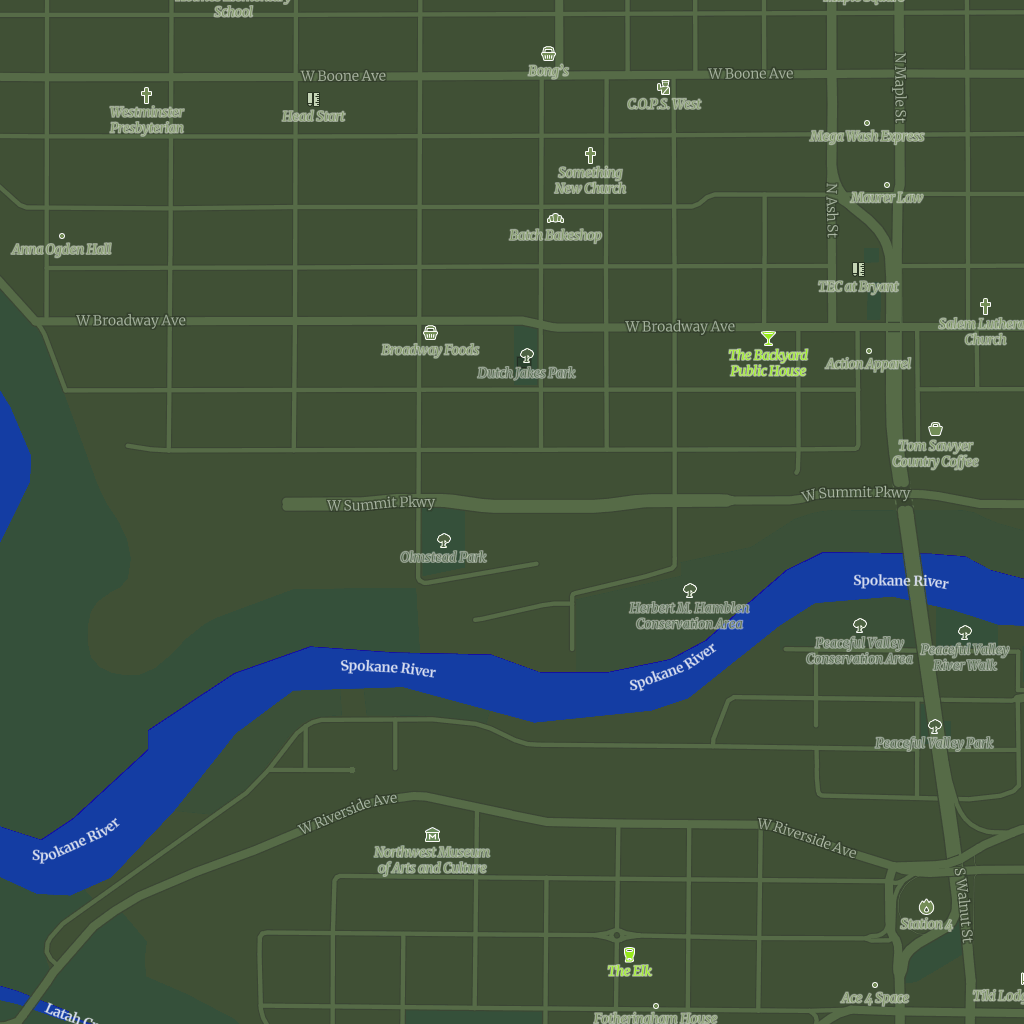 School
W Boone Ave
Bong's
W Boone Ave
N Maple St
Westminster
Presbyterian
Head Start
C.O.P.S. West
Mega Wash Express
Something
New Church
Maurer Law
N Ash St
Anna Ogden Hall
Batch Bakeshop
TEC at Bryant
W Broadway Ave
W Broadway Ave
Salem Luthera
Church
Broadway Foods
Dutch Jakes Park
The Backyard
Public House
Action Apparel
Tom Sawyer
Country Coffee
W Summit Pkwy
W Summit Pkwy
Olmstead Park
Spokane River
Herbert M. Hamblen
Conservation Area
Peaceful Valley
Conservation Area
Peaceful Valley
River Walk
Spokane River
Spokane River
Peaceful Valley Park
W Riverside Ave
W Riverside Ave
Spokane River
Northwest Museum
of Arts and Culture
S Walnut St
Station 4
The Elk
Ace 4 Space
Tild Lodg
Latah C
Fotheringham House